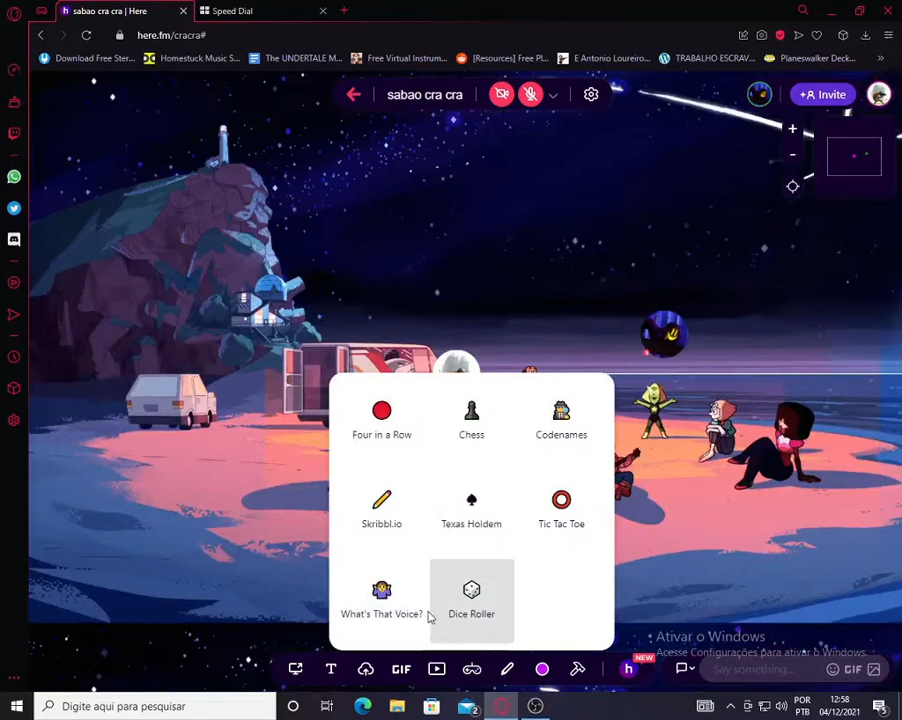 sabao cra cra | Here
Speed Dial
here.fm/cracra#
Download Free Ster...
Homestuck Music S...
The UNDERTALE M...
Free Virtual Instrum...
[Resources] Free Pl...
E Antonio Loureiro...
TRABALHO ESCRAV...
Planeswalker Deck...
sabao cra cra
+ Invite
Four in a Row
Chess
Codenames
Skribbl.io
Texas Holdem
Tic Tac Toe
What's That Voice?
Dice Roller
Ativar o Windows
Acesse Configurações para ativar o Windows.
T
GIF
h
NEW
Say something...
GIF
Digite aqui para pesquisar
2
POR
PTB
12:58
04/12/2021
5